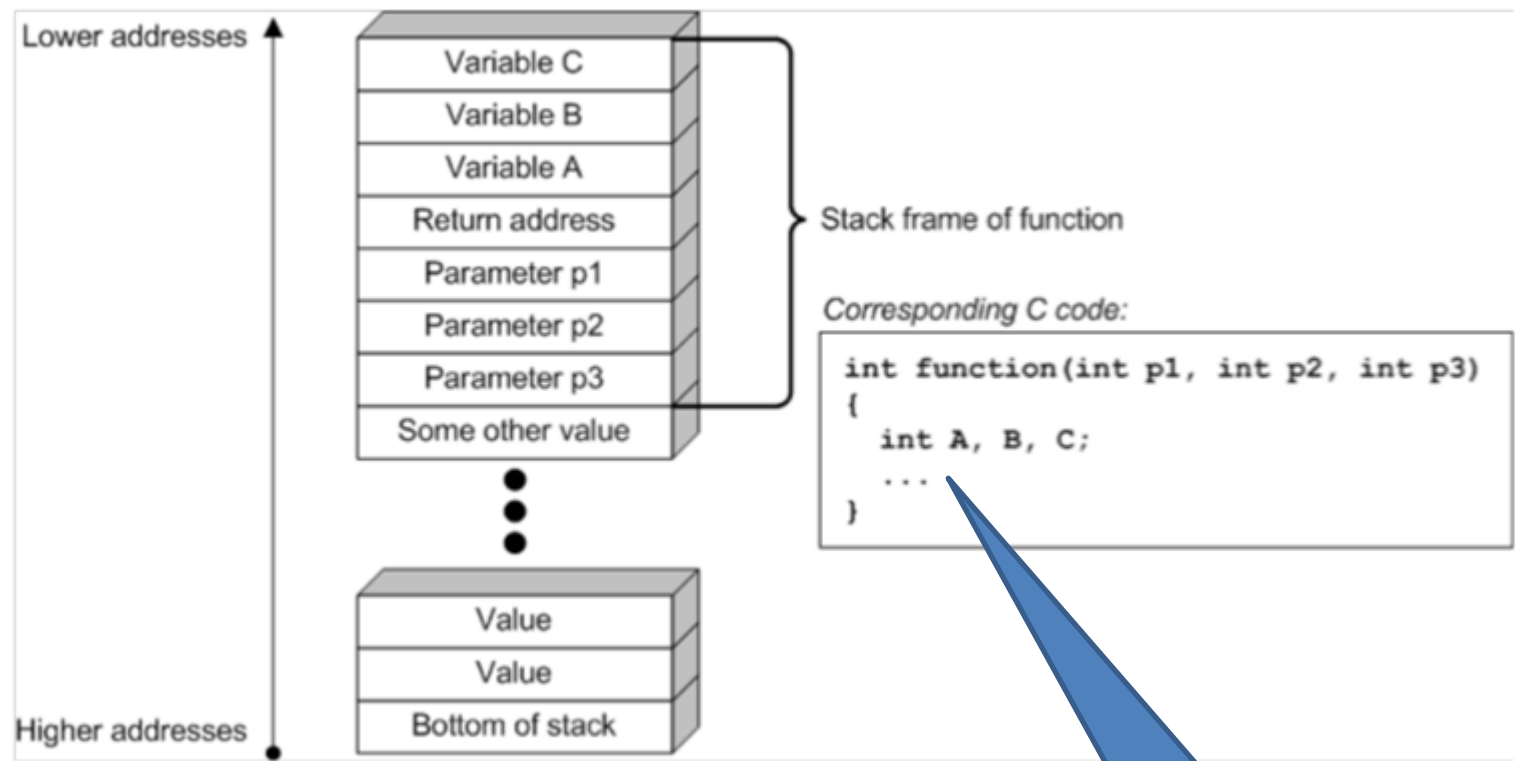 Lower addresses
Variable C
Variable B
Variable A
Return address
Parameter p1
Parameter p2
Parameter p3
Some other value
Stack frame of function
Corresponding C code:
int function(int p1, int p2, int p3)
{
int A, B, C;
...
}
Value
Value
Bottom of stack
Higher addresses